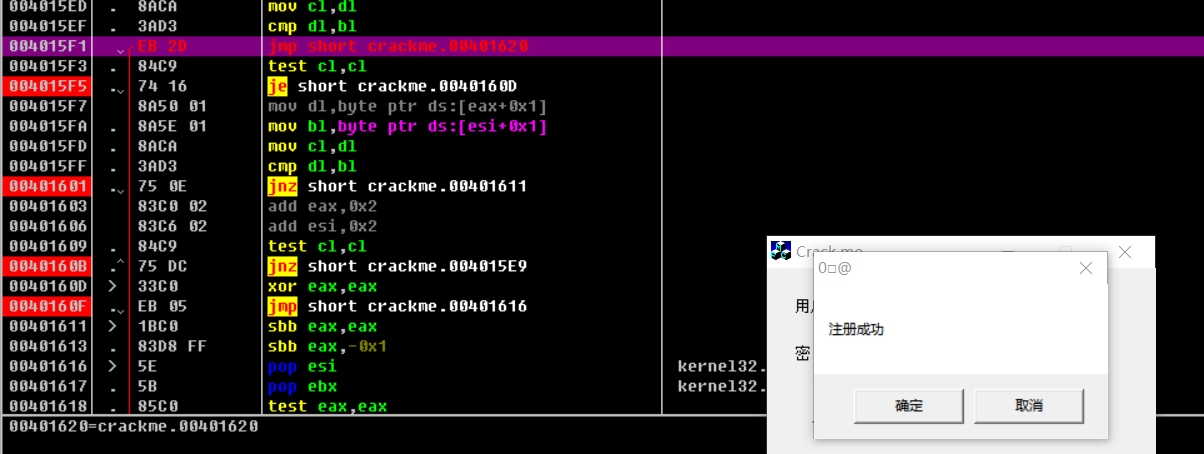 004015ED . 8ACA mov cl,dl
004015EF . 3AD3 cmp dl,bl
004015F1 EB 2D jmp short crackme.00401620
004015F3 . 84C9 test cl,cl
004015F5 . 74 16 je short crackme.0040160D
004015F7 8A50 01 mov dl,byte ptr ds:[eax+0x1]
004015FA . 8A5E 01 mov bl,byte ptr ds:[esi+0x1]
004015FD . 8ACA mov cl,dl
004015FF . 3AD3 cmp dl,bl
00401601 . 75 0E jnz short crackme.00401611
00401603 83C0 02 add eax,0x2
00401606 83C6 02 add esi,0x2
00401609 . 84C9 test cl,cl
0040160B .^ 75 DC jnz short crackme.004015E9
0040160D > 33C0 xor eax,eax
0040160F . EB 05 jmp short crackme.00401616
00401611 > 1BC0 sbb eax,eax
00401613 . 83D8 FF sbb eax,-0x1
00401616 > 5E pop esi kernel32.
00401617 . 5B pop ebx kernel32.
00401618 . 85C0 test eax,eax
00401620=crackme.00401620
Crack me
0□@
用
密
注册成功
确定 取消